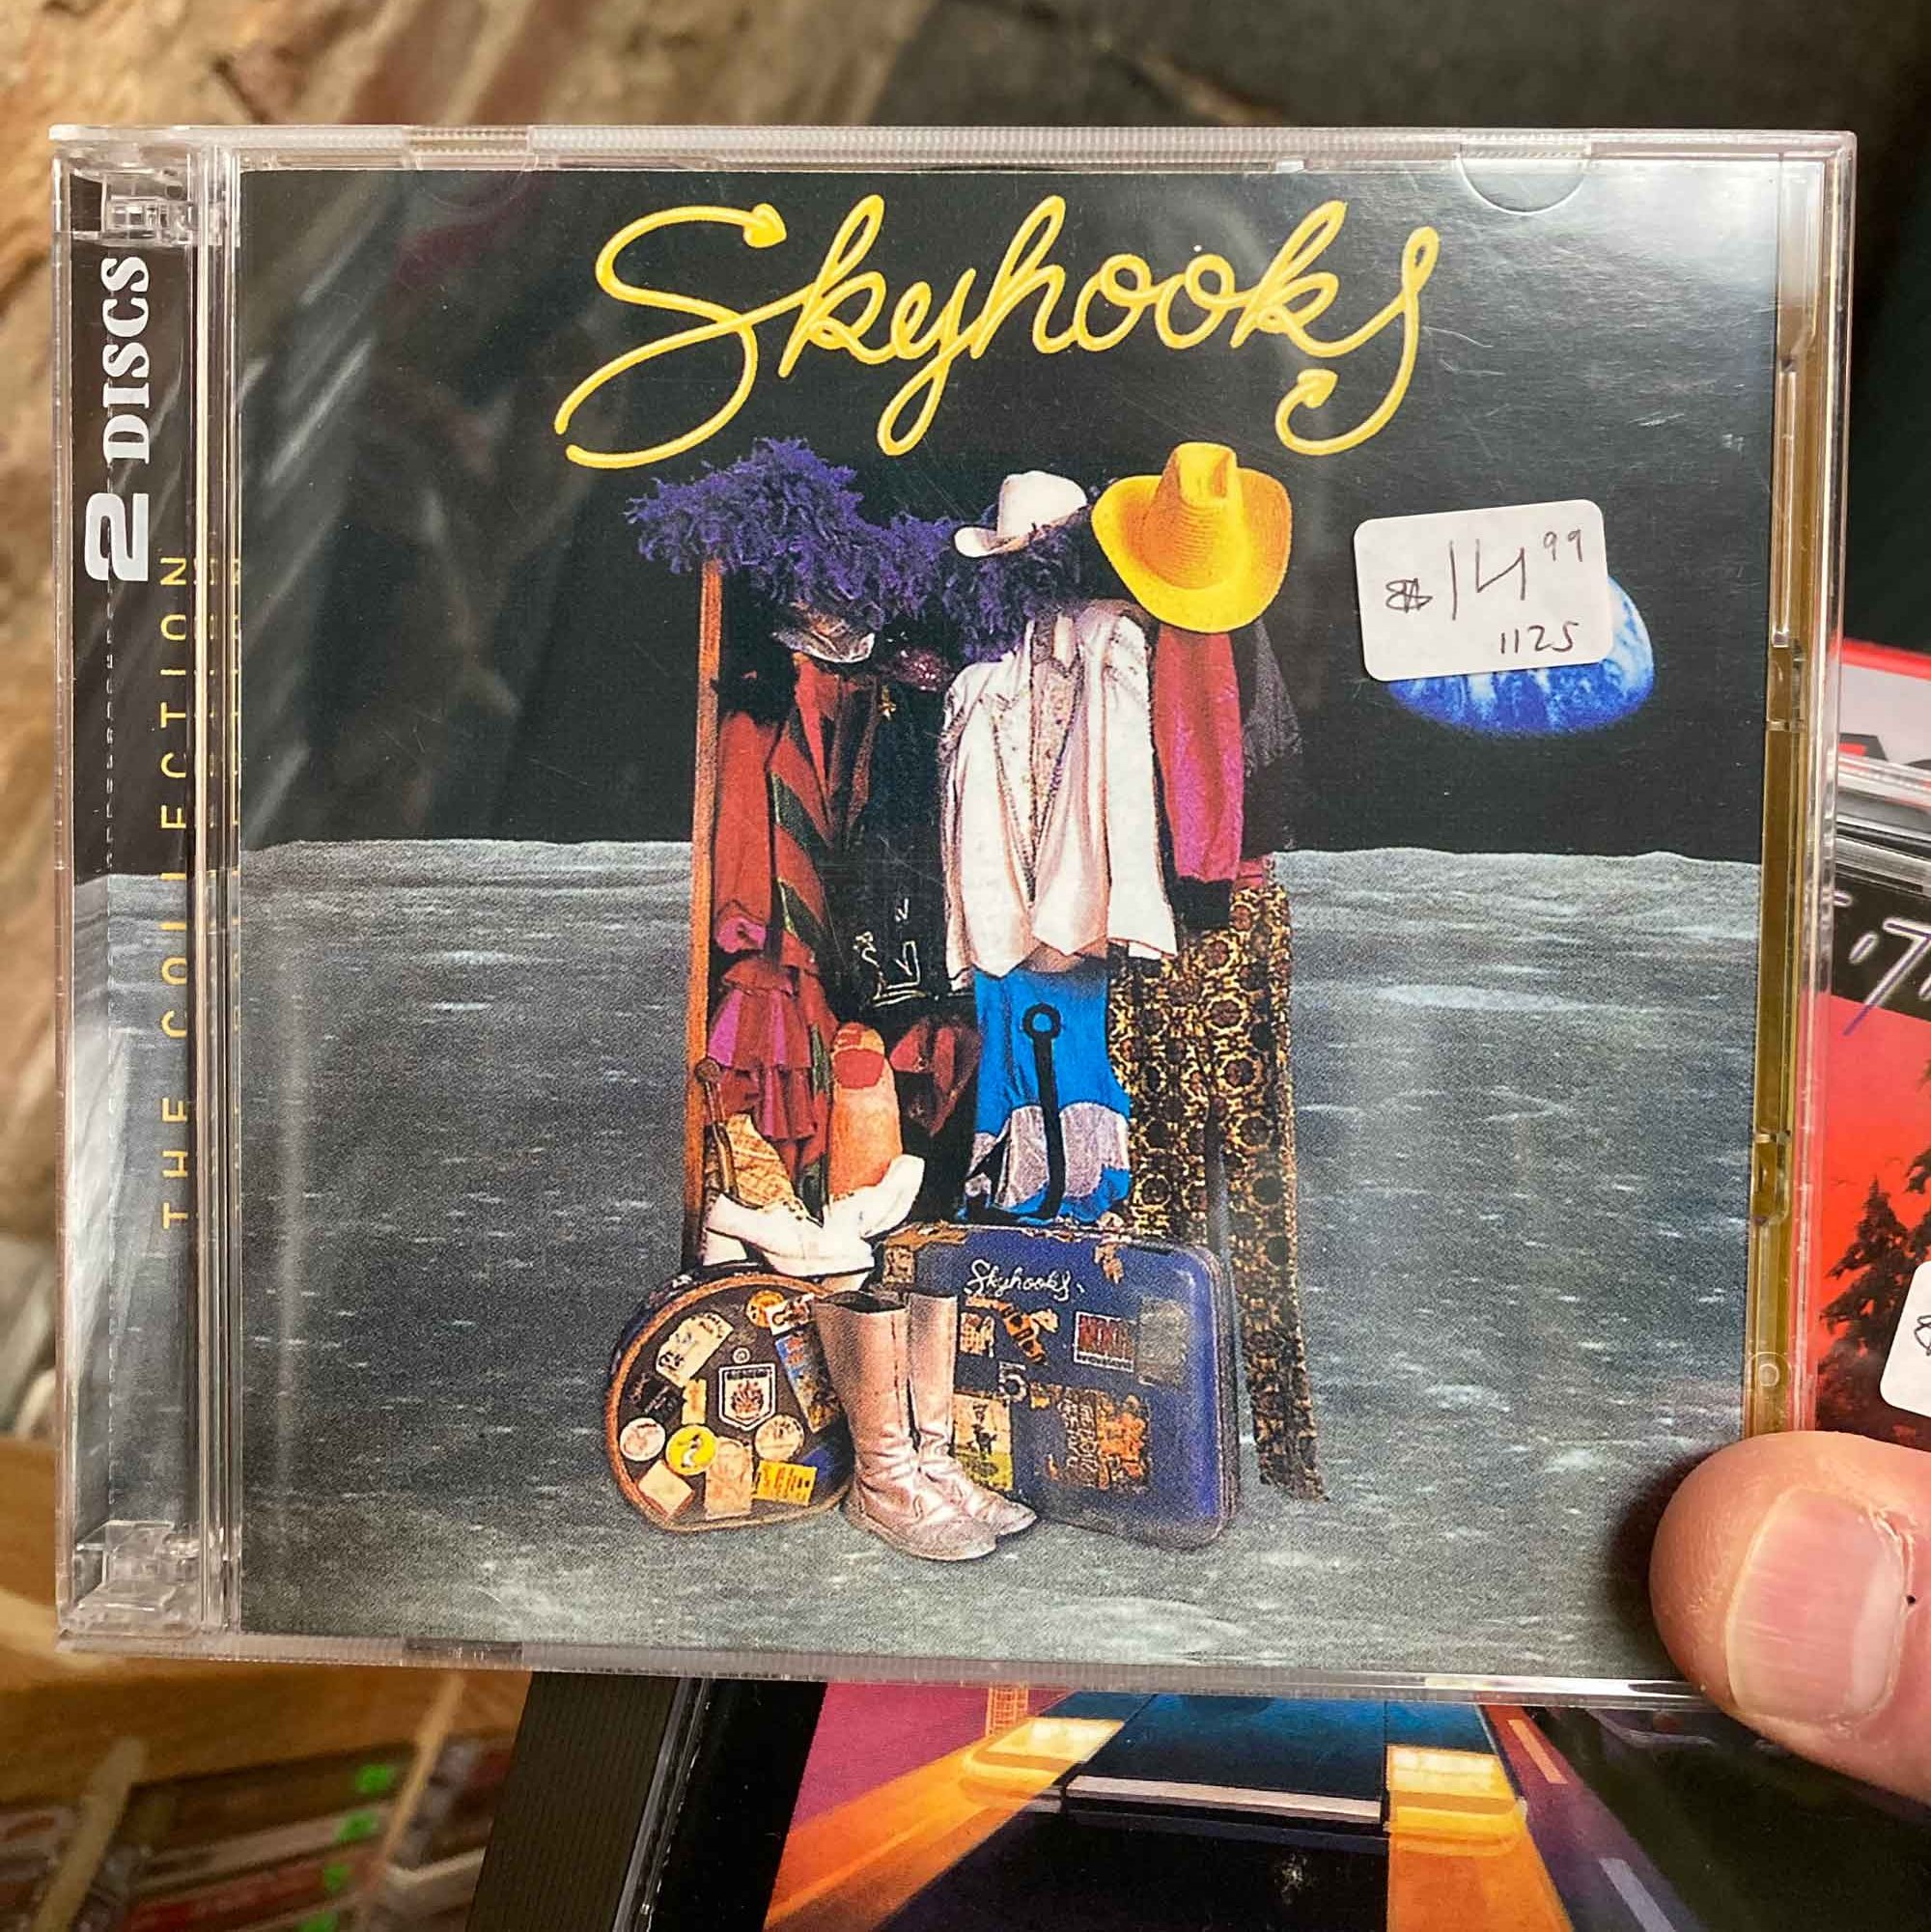 Skyhooks
2 DISCS
THE COLLECTION
$14 99
1125
Skyhooks